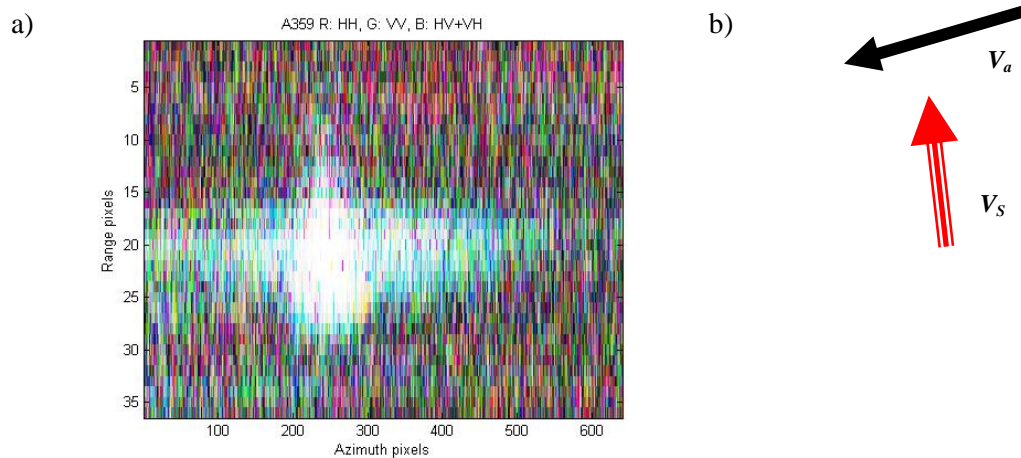 a)
A359 R: HH, G: VV, B: HV+VH
Range pixels
5
10
15
20
25
30
35
100
200
300
400
500
600
Azimuth pixels
b)
Va
VS